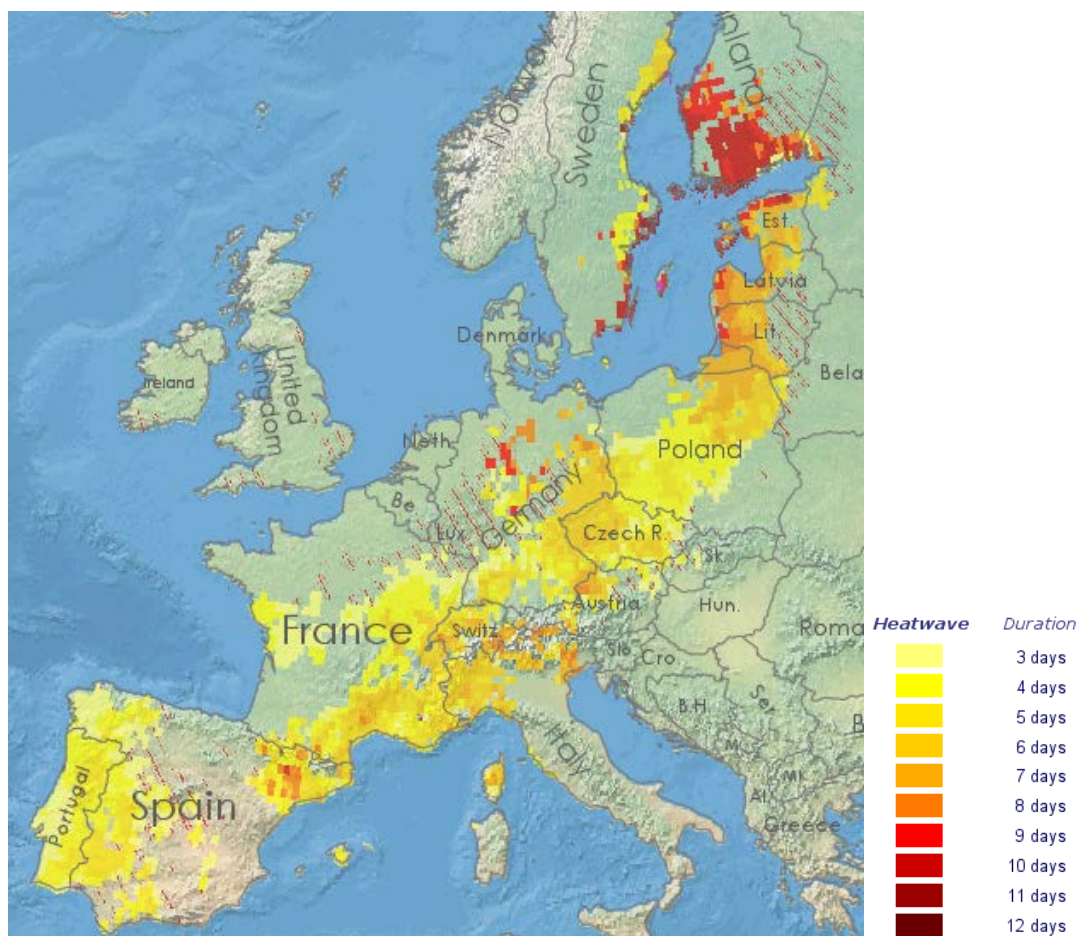 Norway
Sweden
inland
Est.
Latvia
Lit.
Bela
Denmark
Ireland
United
Kingdom
Neth.
Be
Lux.
Germany
Poland
Czech R.
Sk.
Austria
Hun.
Roma
France
Switz.
Slo
Cro
B.H.
Ser.
M.
B
Mk
Al.
Greece
Italy
Portugal
Spain
Heatwave Duration
3 days
4 days
5 days
6 days
7 days
8 days
9 days
10 days
11 days
12 days